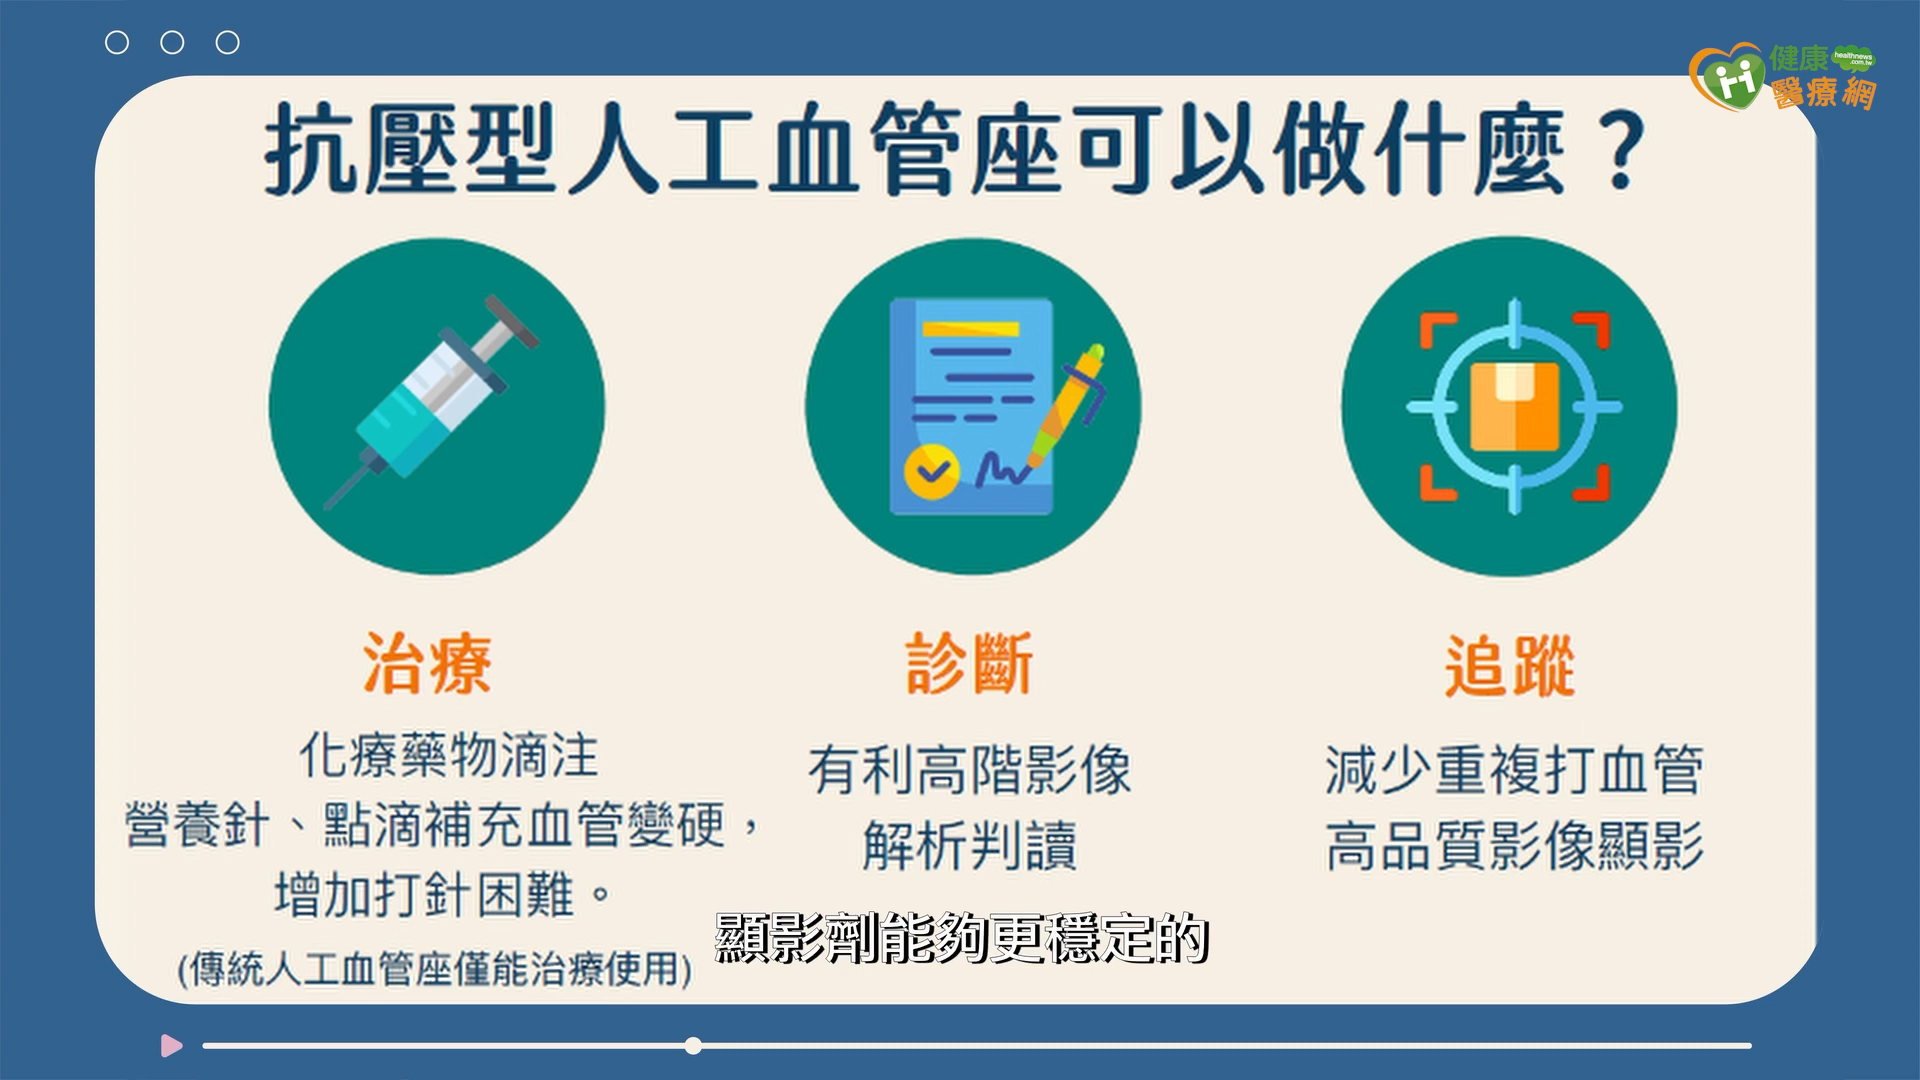 健康
healthnews
.com.tw
醫療網
抗壓型人工血管座可以做什麼？
治療
化療藥物滴注
營養針、點滴補充血管變硬，
增加打針困難。
(傳統人工血管座僅能治療使用)
診斷
有利高階影像
解析判讀
追蹤
減少重複打血管
高品質影像顯影
顯影劑能夠更穩定的